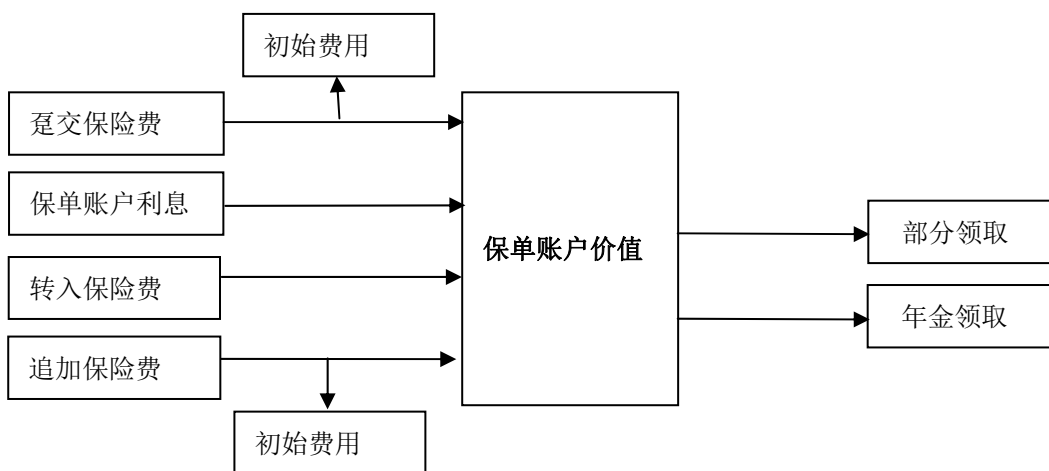 初始费用
趸交保险费
保单账户利息
保单账户价值
部分领取
转入保险费
年金领取
追加保险费
初始费用